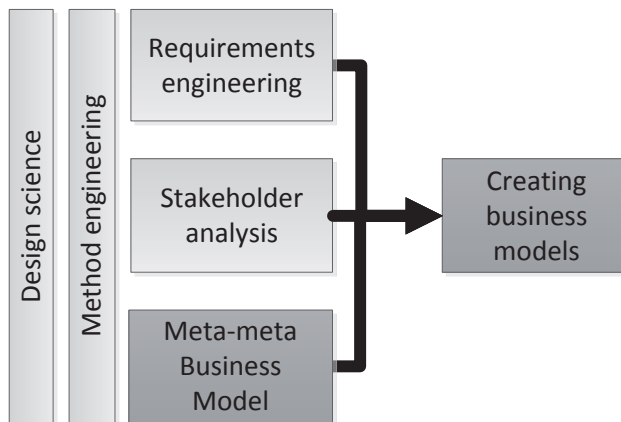 Design science
Method engineering
Requirements
engineering
Stakeholder
analysis
Meta-meta
Business
Model
Creating
business
models